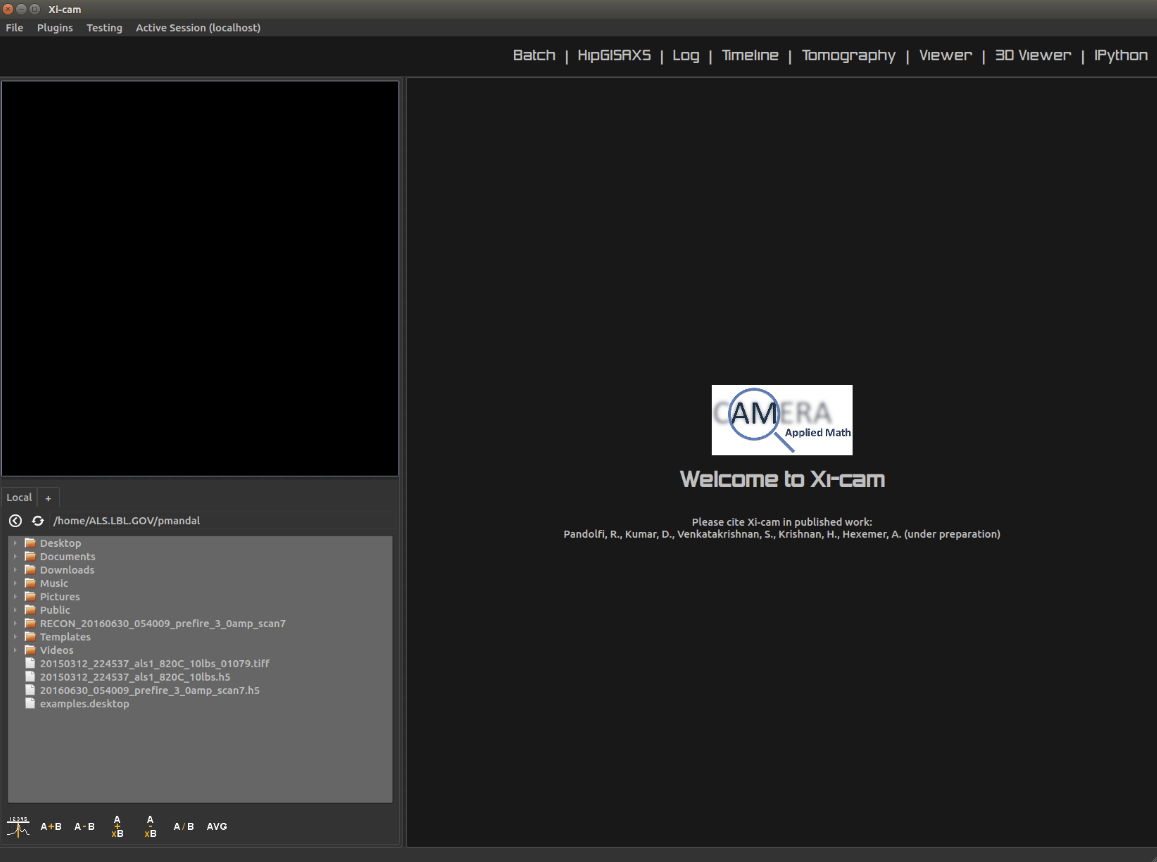 Xi-cam
File Plugins Testing Active Session (localhost)
Batch | HipGISAXS | Log | Timeline | Tomography | Viewer | 3D Viewer | IPython
CAMERA
Applied Math
Welcome to Xi-cam
Please cite Xi-cam in published work:
Pandolfi, R., Kumar, D., Venkatakrishnan, S., Krishnan, H., Hexemer, A. (under preparation)
Local +
/home/ALS.LBL.GOV/pmandal
Desktop
Documents
Downloads
Music
Pictures
Public
RECON_20160630_054009_prefire_3_0amp_scan7
Templates
Videos
20150312_224537_als1_820C_10lbs_01079.tiff
20150312_224537_als1_820C_10lbs.h5
20160630_054009_prefire_3_0amp_scan7.h5
examples.desktop
A+B A-B A+xB A-xB A/B AVG